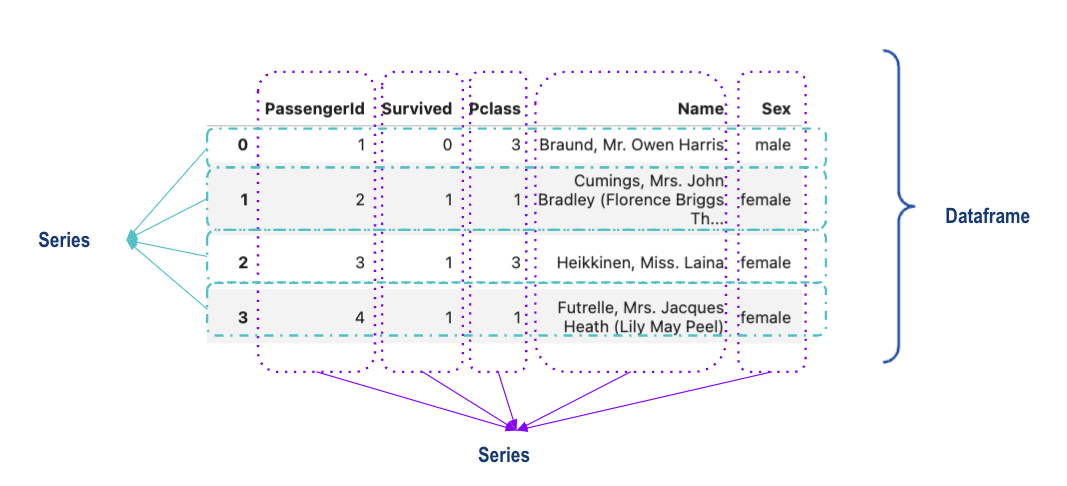 PassengerId Survived Pclass Name Sex
0 1 0 3 Braund, Mr. Owen Harris male
Cumings, Mrs. John
1 2 1 1 Bradley (Florence Briggs female
Th...
2 3 1 3 Heikkinen, Miss. Laina female
3 4 1 1 Futrelle, Mrs. Jacques female
Heath (Lily May Peel)
Series
Dataframe
Series